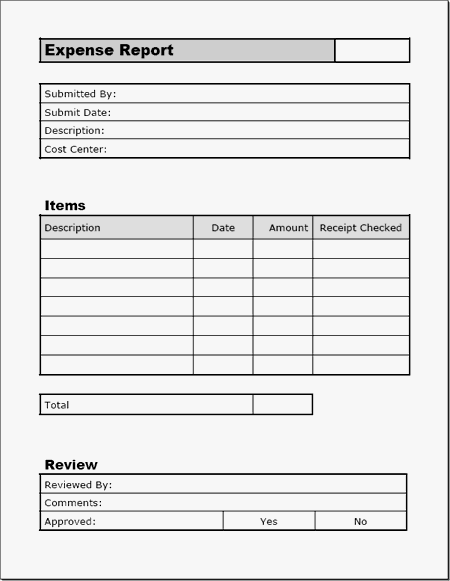 Expense Report
Submitted By:
Submit Date:
Description:
Cost Center:
Items
Description Date Amount Receipt Checked
Total
Review
Reviewed By:
Comments:
Approved: Yes No